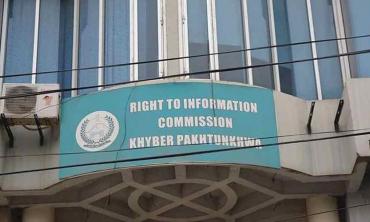 RIGHT TO INFORMATION
COMMISSION
KHYBER PAKHTUNKHWA